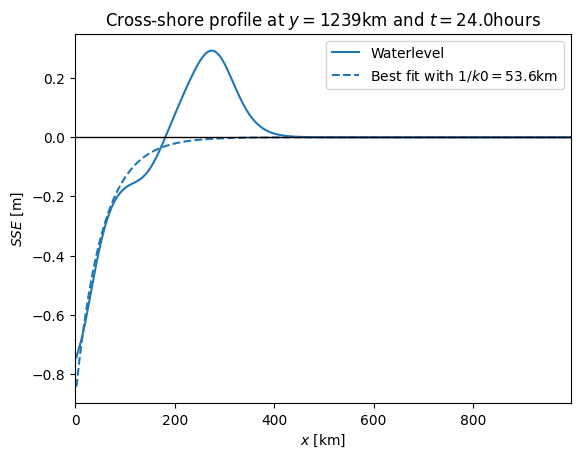 Cross-shore profile at y = 1239km and t = 24.0hours
Waterlevel
Best fit with 1/k0 = 53.6km
0.2
0.0
−0.2
−0.4
−0.6
−0.8
SSE [m]
0 200 400 600 800
x [km]